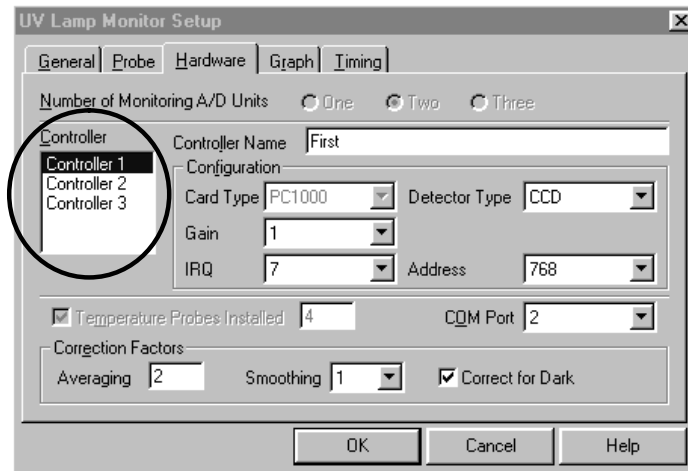 UV Lamp Monitor Setup
General Probe Hardware Graph Timing
Number of Monitoring A/D Units One Two Three
Controller
Controller 1
Controller 2
Controller 3
Controller Name First
Configuration
Card Type PC1000 Detector Type CCD
Gain 1
IRQ 7 Address 768
Temperature Probes Installed 4 COM Port 2
Correction Factors
Averaging 2 Smoothing 1 Correct for Dark
OK Cancel Help